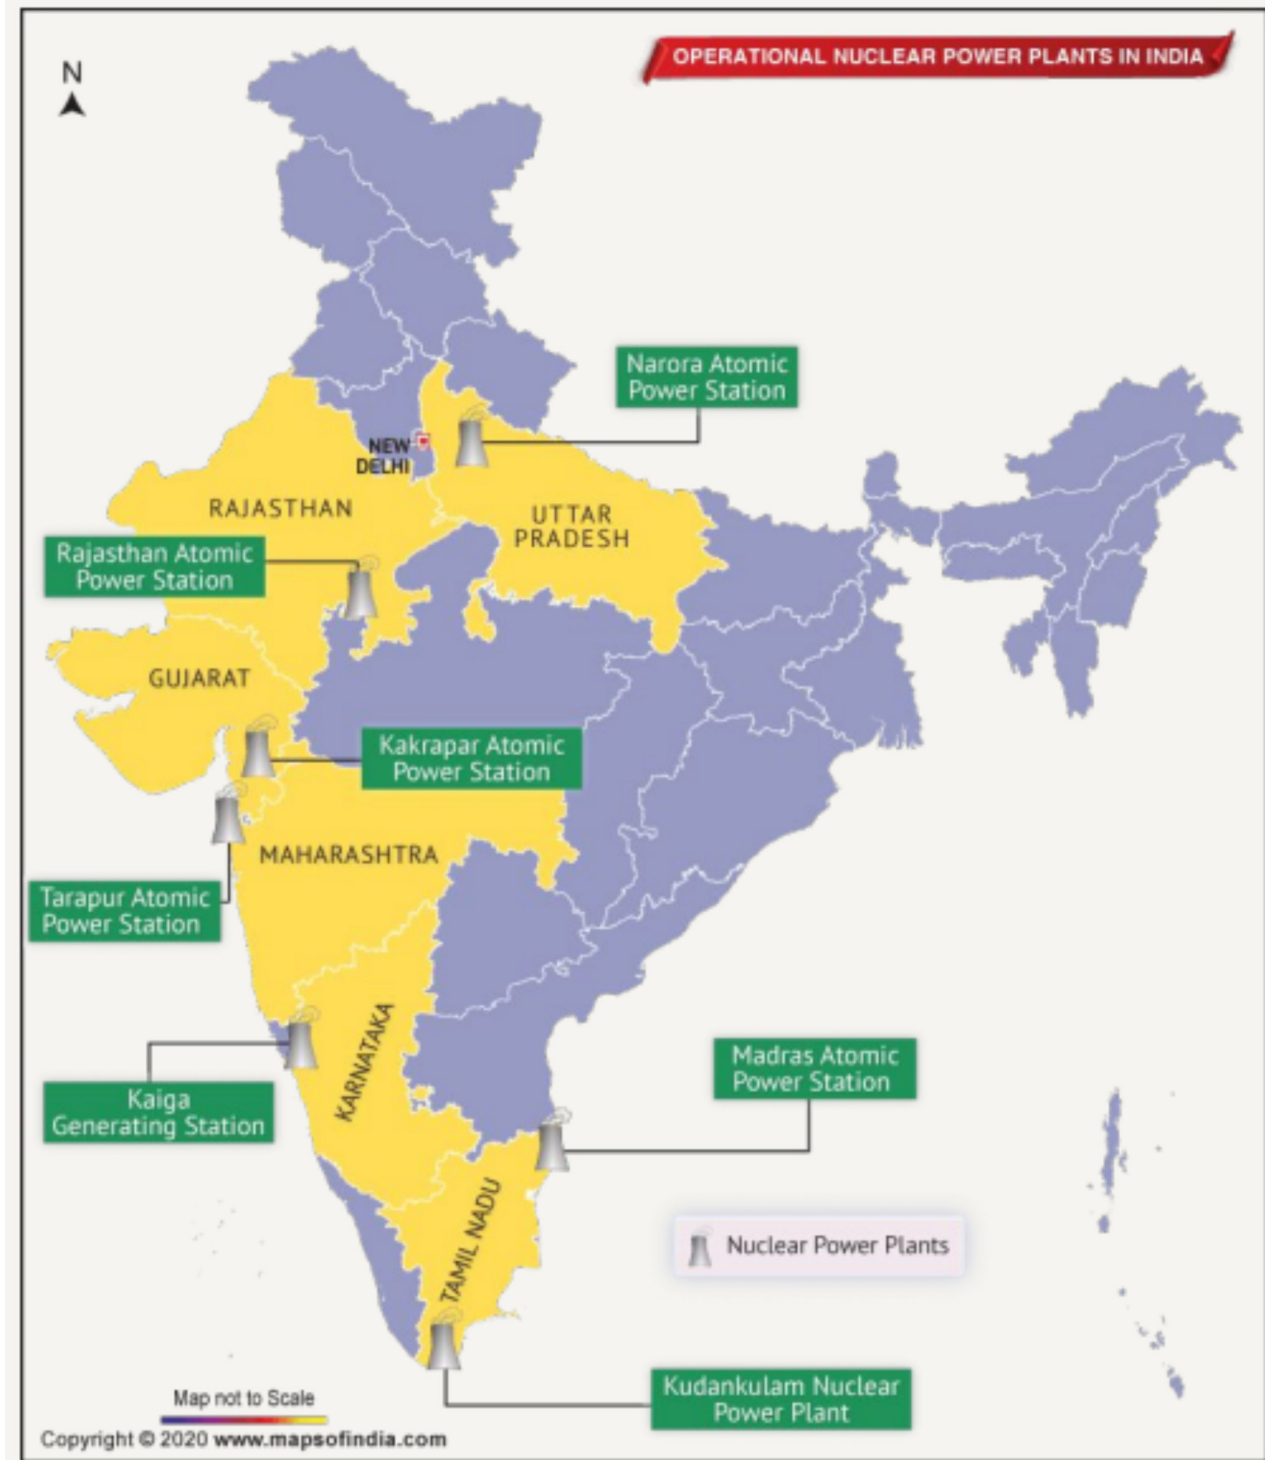 OPERATIONAL NUCLEAR POWER PLANTS IN INDIA
N
Narora Atomic
Power Station
NEW
DELHI
RAJASTHAN
UTTAR
PRADESH
Rajasthan Atomic
Power Station
GUJARAT
Kakrapar Atomic
Power Station
MAHARASHTRA
Tarapur Atomic
Power Station
KARNATAKA
Madras Atomic
Power Station
Kaiga
Generating Station
TAMIL NADU
Nuclear Power Plants
Kudankulam Nuclear
Power Plant
Map not to Scale
Copyright © 2020 www.mapsofindia.com